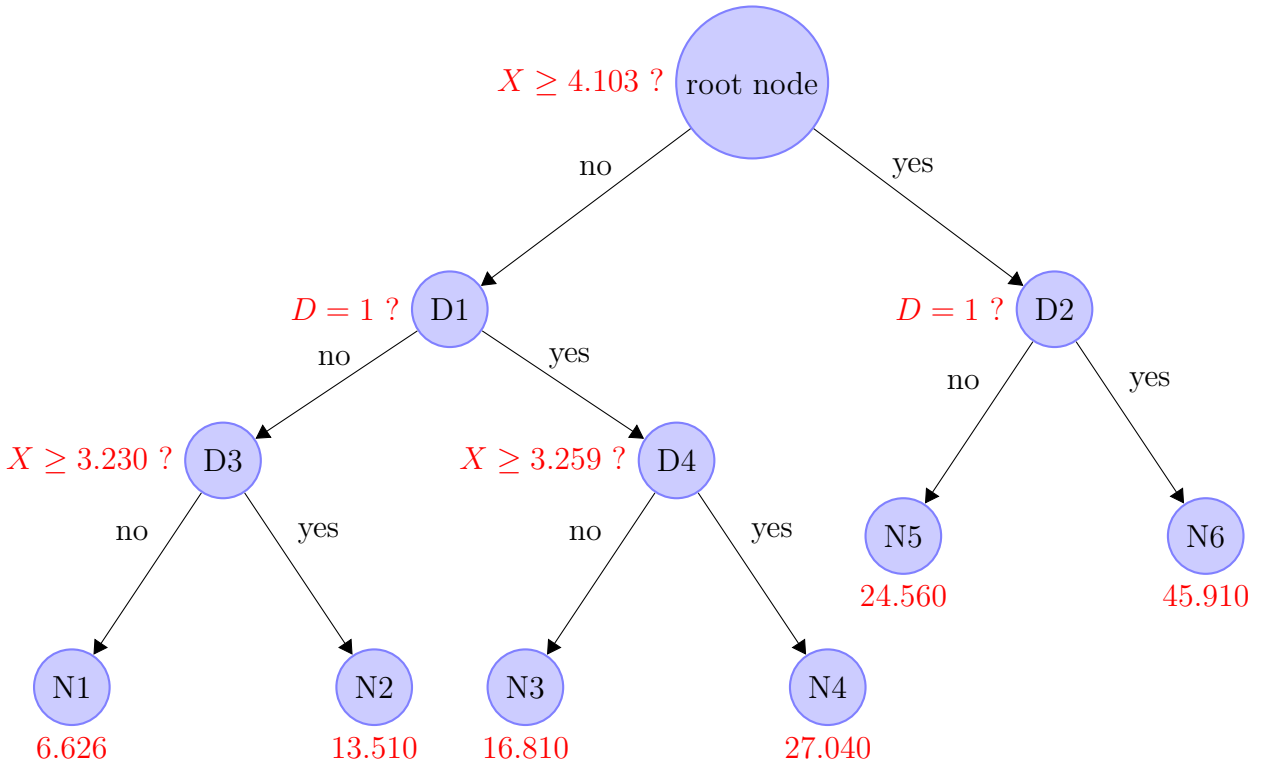 X ≥ 4.103 ?
root node
no
yes
D = 1 ?
D1
D = 1 ?
D2
no
yes
no
yes
X ≥ 3.230 ?
D3
X ≥ 3.259 ?
D4
no
yes
no
yes
N5
N6
24.560
45.910
N1
N2
N3
N4
6.626
13.510
16.810
27.040